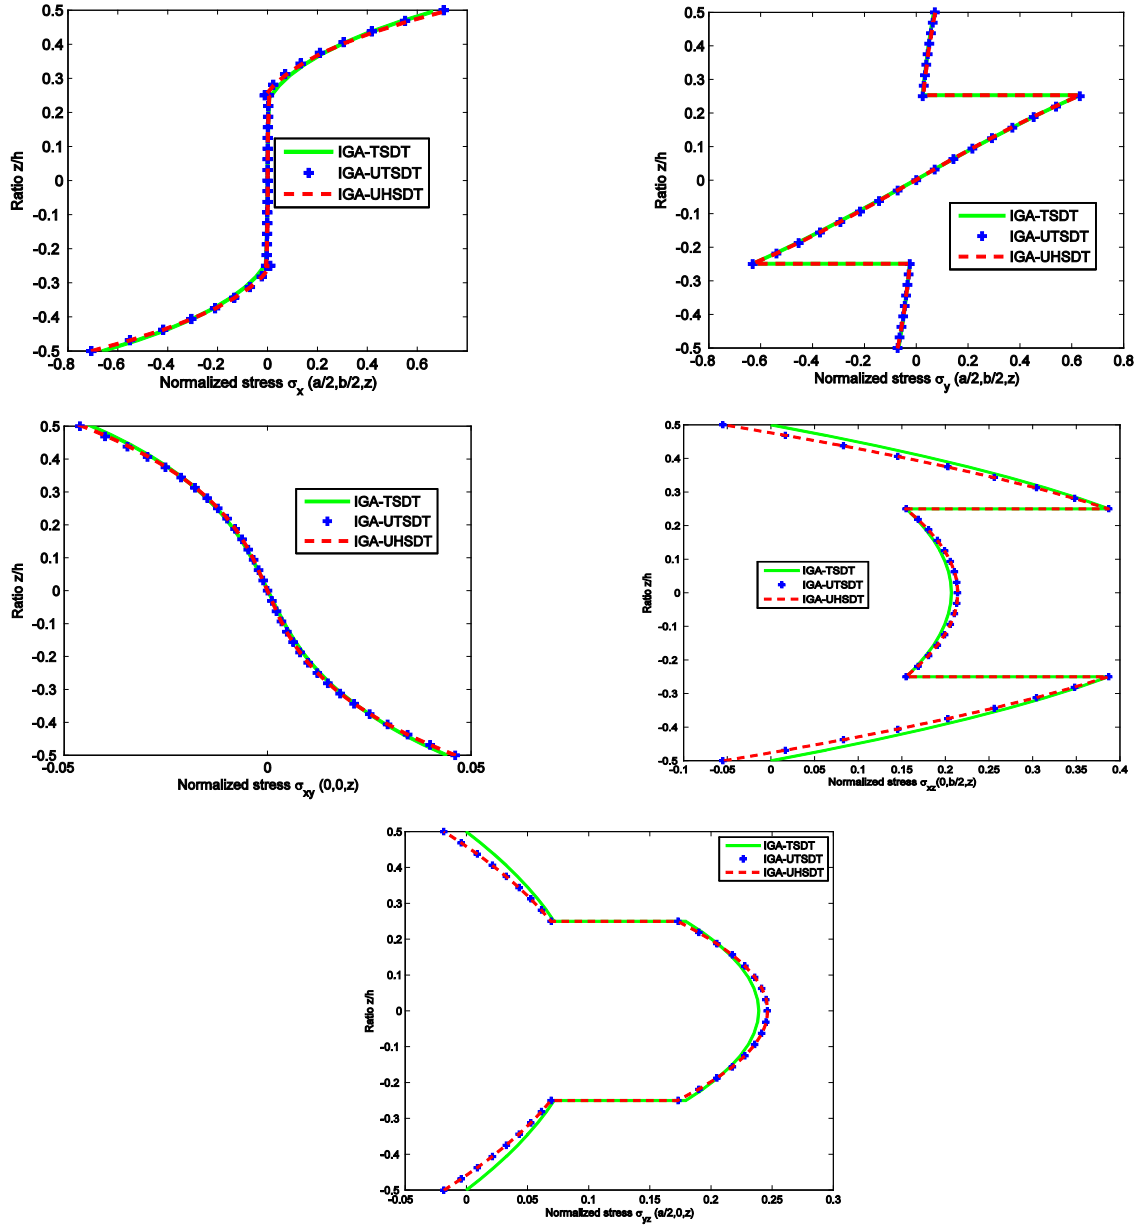 0.5
0.4
0.3
0.2
0.1
0
-0.1
-0.2
-0.3
-0.4
-0.5
Ratio z/h
IGA-TSDT
IGA-UTSDT
IGA-UHSDT
-0.8 -0.6 -0.4 -0.2 0 0.2 0.4 0.6
Normalized stress σx (a/2,b/2,z)
0.5
0.4
0.3
0.2
0.1
0
-0.1
-0.2
-0.3
-0.4
-0.5
Ratio z/h
IGA-TSDT
IGA-UTSDT
IGA-UHSDT
-0.8 -0.6 -0.4 -0.2 0 0.2 0.4 0.6 0.8
Normalized stress σy (a/2,b/2,z)
0.5
0.4
0.3
0.2
0.1
0
-0.1
-0.2
-0.3
-0.4
-0.5
Ratio z/h
IGA-TSDT
IGA-UTSDT
IGA-UHSDT
-0.05 0 0.05
Normalized stress σxy (0,0,z)
0.5
0.4
0.3
0.2
0.1
0
-0.1
-0.2
-0.3
-0.4
-0.5
Ratio z/h
IGA-TSDT
IGA-UTSDT
IGA-UHSDT
-0.1 -0.05 0 0.05 0.1 0.15 0.2 0.25 0.3 0.35 0.4
Normalized stress σxz(0,b/2,z)
0.5
0.4
0.3
0.2
0.1
0
-0.1
-0.2
-0.3
-0.4
-0.5
Ratio z/h
IGA-TSDT
IGA-UTSDT
IGA-UHSDT
-0.05 0 0.05 0.1 0.15 0.2 0.25 0.3
Normalized stress σyz (a/2,0,z)